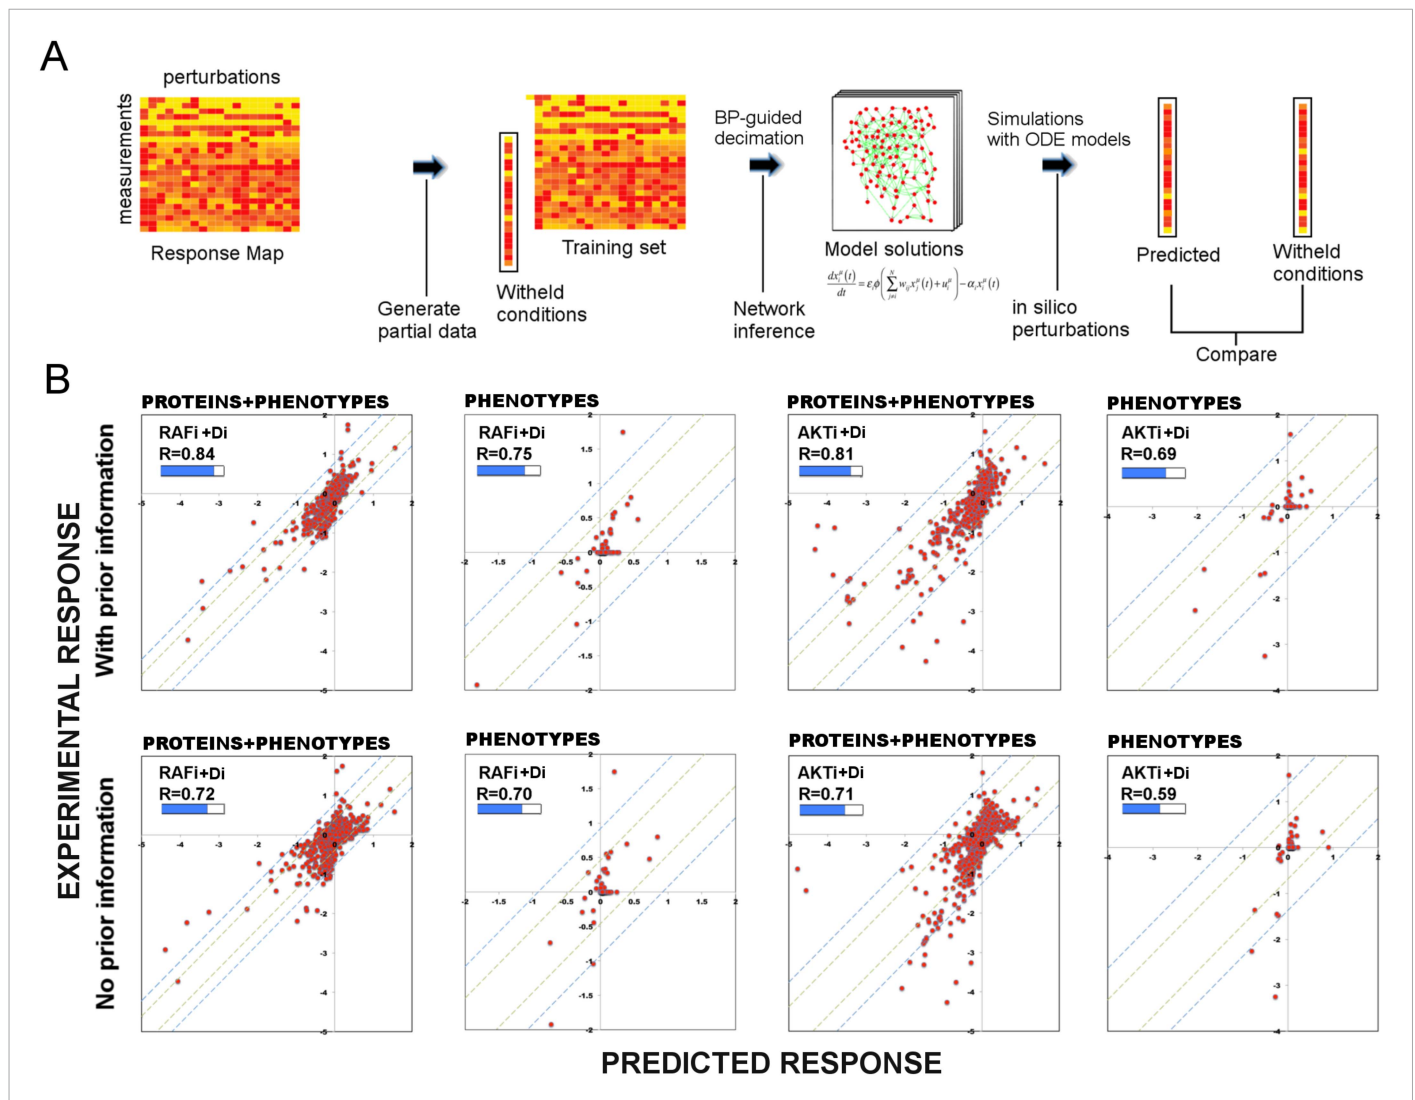 A
perturbations
measurements
Response Map
Generate
partial data
Witheld
conditions
Training set
BP-guided
decimation
Network
inference
Model solutions
Simulations
with ODE models
in silico
perturbations
Predicted
Witheld
conditions
Compare
B
EXPERIMENTAL RESPONSE
With prior information
PROTEINS+PHENOTYPES
RAFi +Di
R=0.84
PHENOTYPES
RAFi +Di
R=0.75
PROTEINS+PHENOTYPES
AKTi +Di
R=0.81
PHENOTYPES
AKTi +Di
R=0.69
No prior information
PROTEINS+PHENOTYPES
RAFi+Di
R=0.72
PHENOTYPES
RAFi +Di
R=0.70
PROTEINS+PHENOTYPES
AKTi+Di
R=0.71
PHENOTYPES
AKTi +Di
R=0.59
PREDICTED RESPONSE